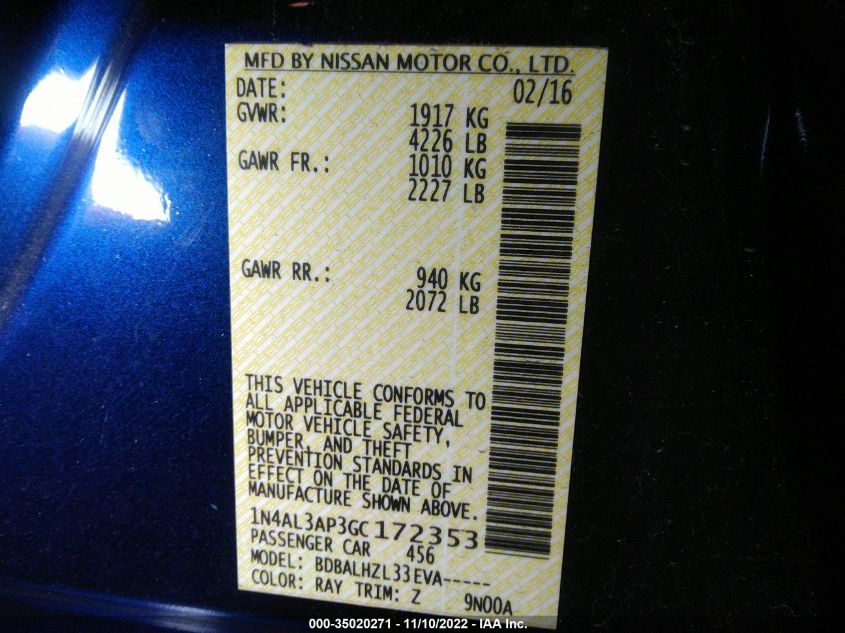 MFD BY NISSAN MOTOR CO., LTD.
DATE: 02/16
GVWR: 1917 KG
4226 LB
GAWR FR.: 1010 KG
2227 LB
GAWR RR.: 940 KG
2072 LB
THIS VEHICLE CONFORMS TO
ALL APPLICABLE FEDERAL
MOTOR VEHICLE SAFETY,
BUMPER, AND THEFT
PREVENTION STANDARDS IN
EFFECT ON THE DATE OF
MANUFACTURE SHOWN ABOVE.
1N4AL3AP3GC172353
PASSENGER CAR 456
MODEL: BDBALHZL33EVA-----
COLOR: RAY TRIM: Z 9N00A
000-35020271 - 11/10/2022 - IAA Inc.